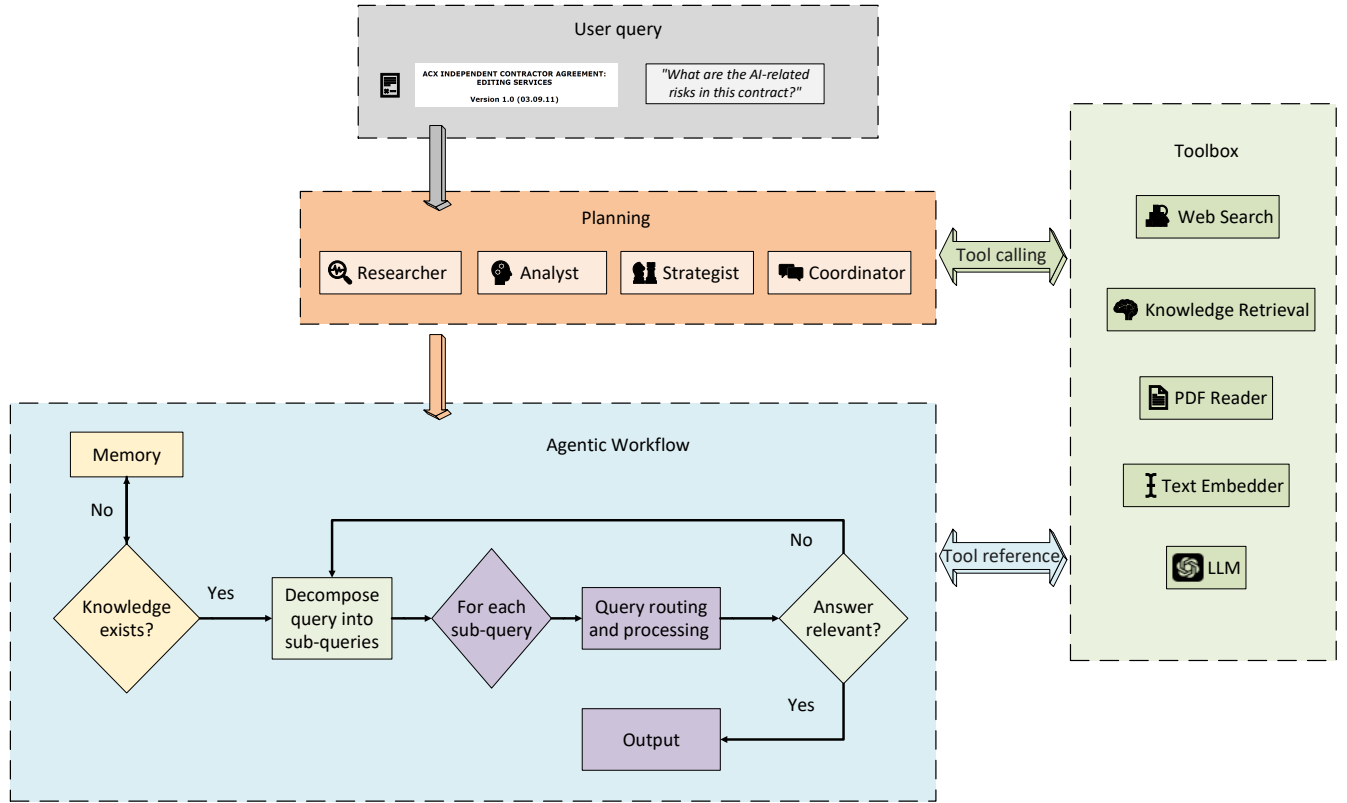 User query
ACX INDEPENDENT CONTRACTOR AGREEMENT:
EDITING SERVICES
Version 1.0 (03.09.11)
"What are the AI-related
risks in this contract?"
Planning
Researcher
Analyst
Strategist
Coordinator
Tool calling
Toolbox
Web Search
Knowledge Retrieval
PDF Reader
Text Embedder
LLM
Agentic Workflow
Memory
No
Knowledge
exists?
Yes
Decompose
query into
sub-queries
For each
sub-query
Query routing
and processing
No
Answer
relevant?
Yes
Output
Tool reference